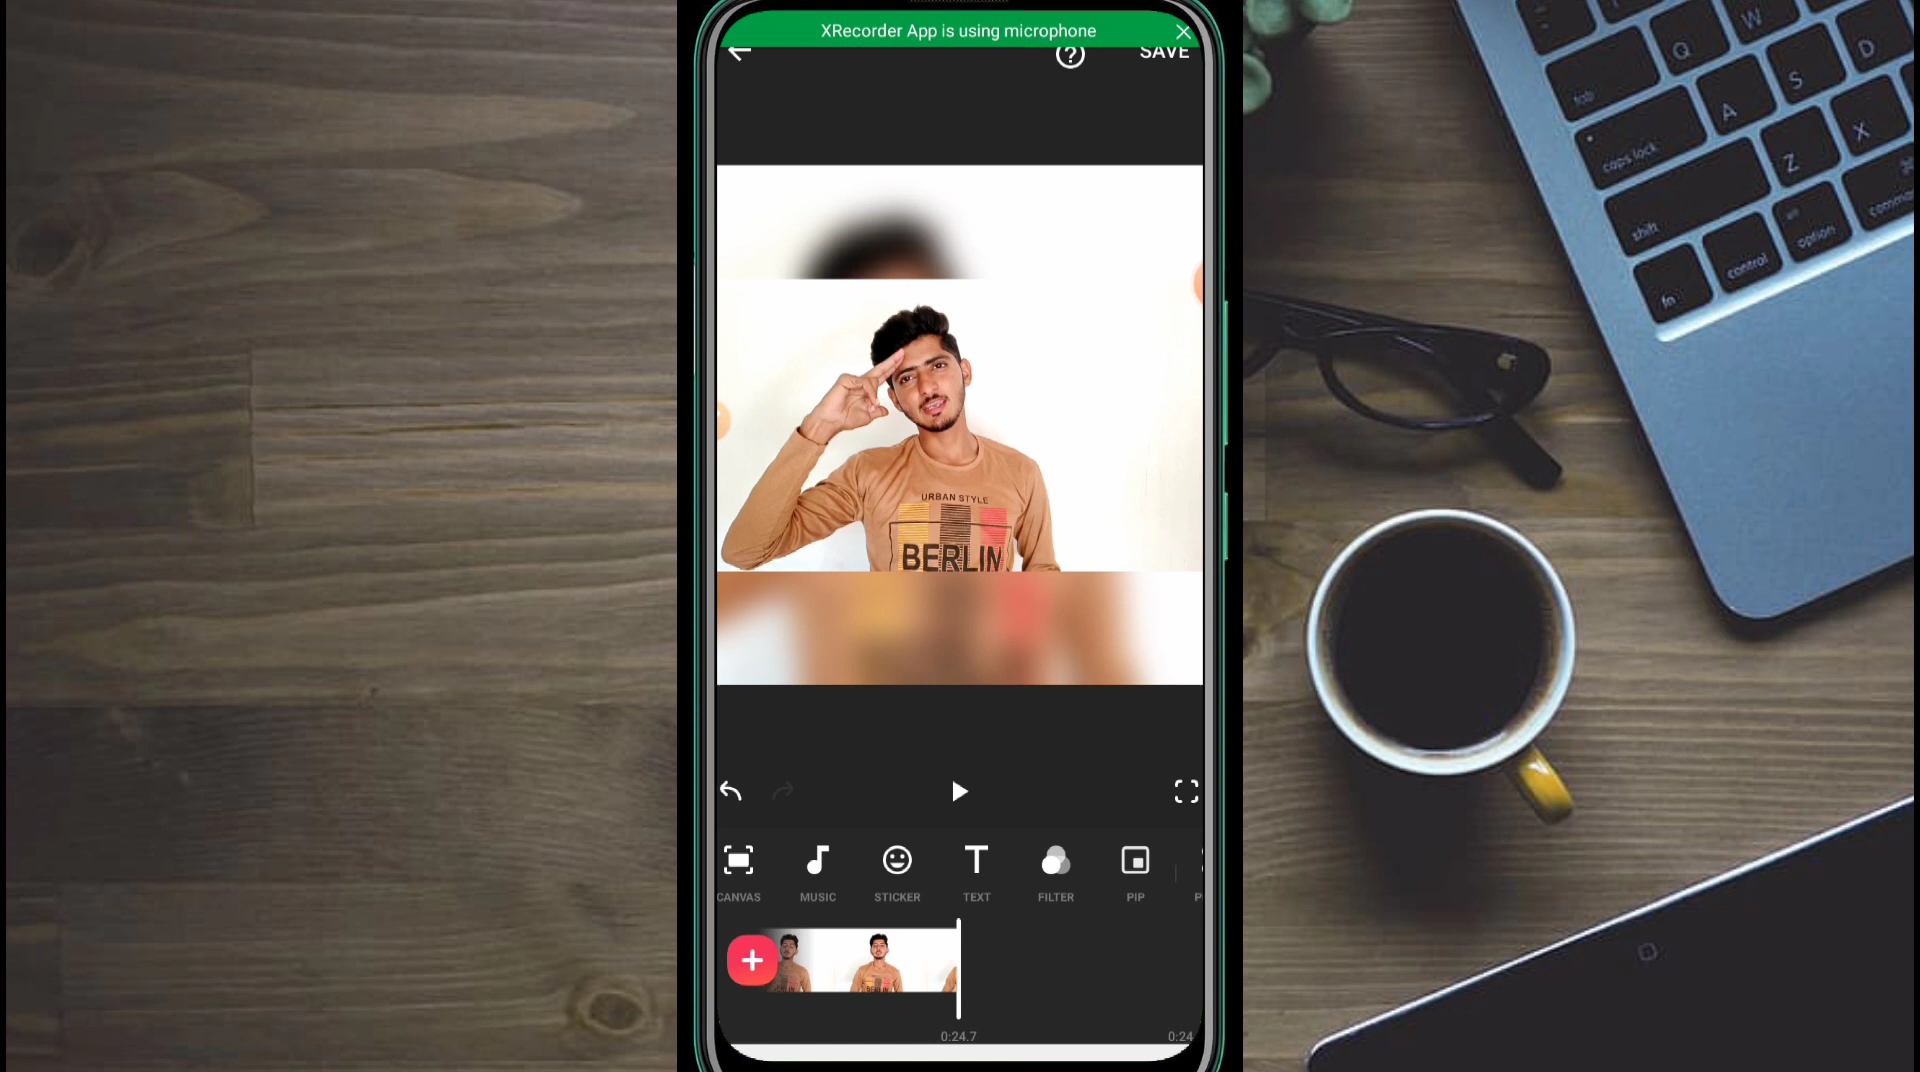 XRecorder App is using microphone
SAVE
URBAN STYLE
BERLIN
CANVAS
MUSIC
STICKER
TEXT
FILTER
PIP
P
0:24.7
0:24
Q
W
tab
A
S
D
caps lock
Z
X
shift
fn
control
alt
option
⌘